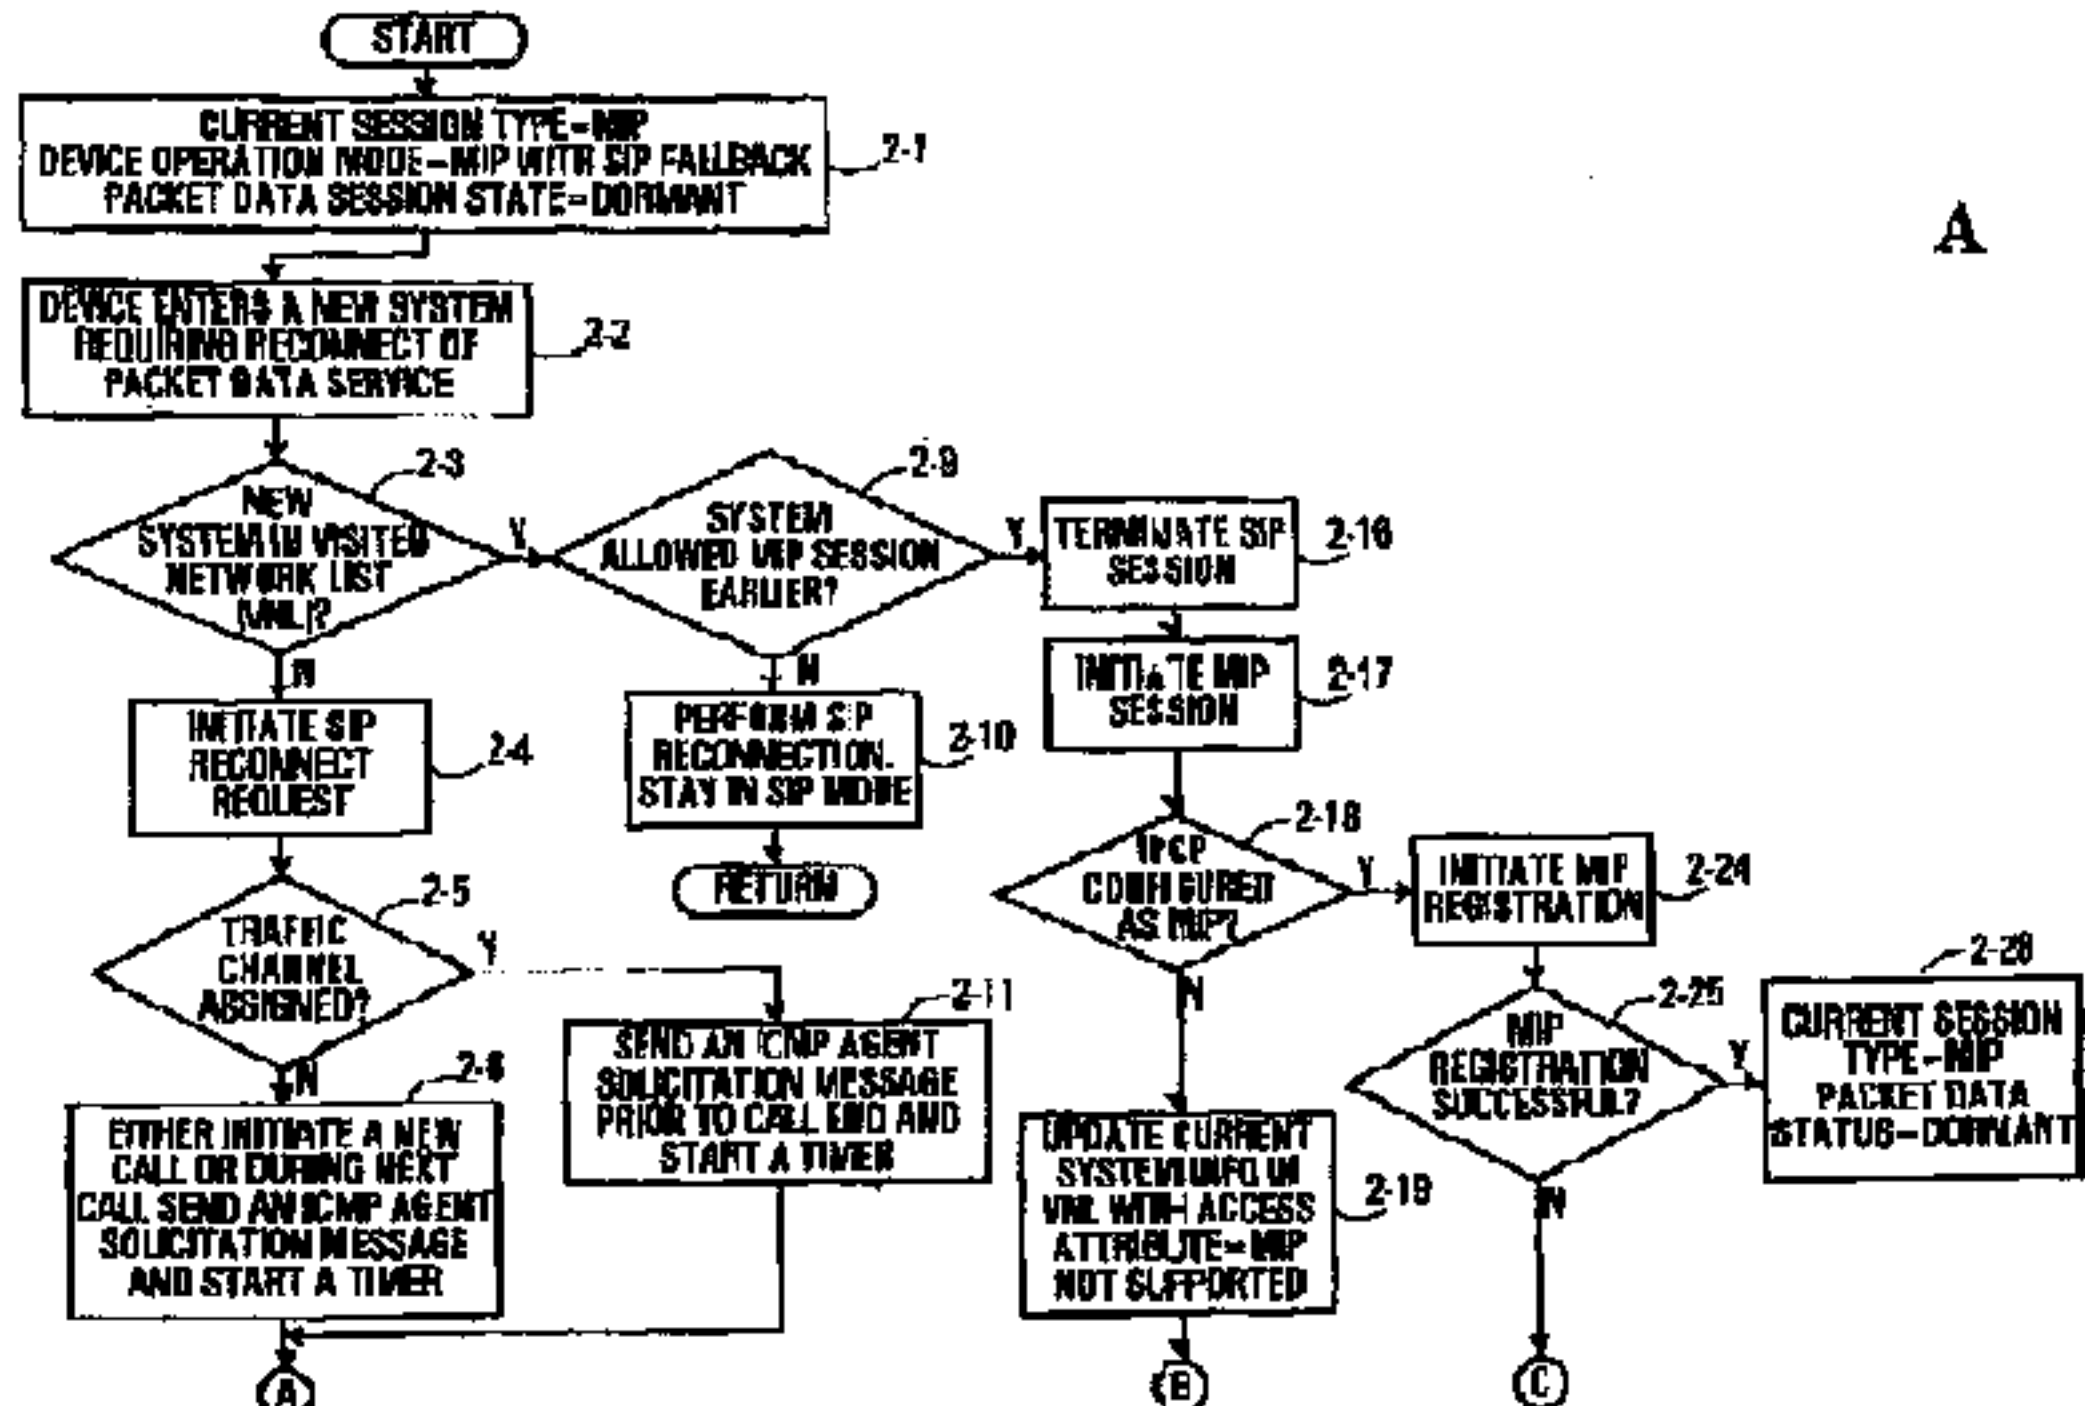 START
CURRENT SESSION TYPE-MIP
DEVICE OPERATION MODE-MIP WITH SIP FALLBACK
PACKET DATA SESSION STATE-DORMANT
2-1
A
DEVICE ENTERS A NEW SYSTEM
REQUIRING RECONNECT OF
PACKET DATA SERVICE
2-2
2-3
NEW
SYSTEM IN VISITED
NETWORK LIST
(VNL)?
Y
N
2-9
SYSTEM
ALLOWED MIP SESSION
EARLIER?
Y
N
TERMINATE SIP
SESSION
2-16
INITIATE MIP
SESSION
2-17
INITIATE SIP
RECONNECT
REQUEST
2-4
PERFORM SIP
RECONNECTION.
STAY IN SIP MODE
2-10
RETURN
2-18
IPCP
CONFIGURED
AS MIP?
Y
N
INITIATE MIP
REGISTRATION
2-24
2-5
TRAFFIC
CHANNEL
ASSIGNED?
Y
N
2-11
SEND AN ICMP AGENT
SOLICITATION MESSAGE
PRIOR TO CALL END AND
START A TIMER
2-25
MIP
REGISTRATION
SUCCESSFUL?
Y
N
2-28
CURRENT SESSION
TYPE-MIP
PACKET DATA
STATUS-DORMANT
2-6
EITHER INITIATE A NEW
CALL OR DURING NEXT
CALL SEND AN ICMP AGENT
SOLICITATION MESSAGE
AND START A TIMER
UPDATE CURRENT
SYSTEM INFO IN
VNL WITH ACCESS
ATTRIBUTE-MIP
NOT SUPPORTED
2-19
A
B
C